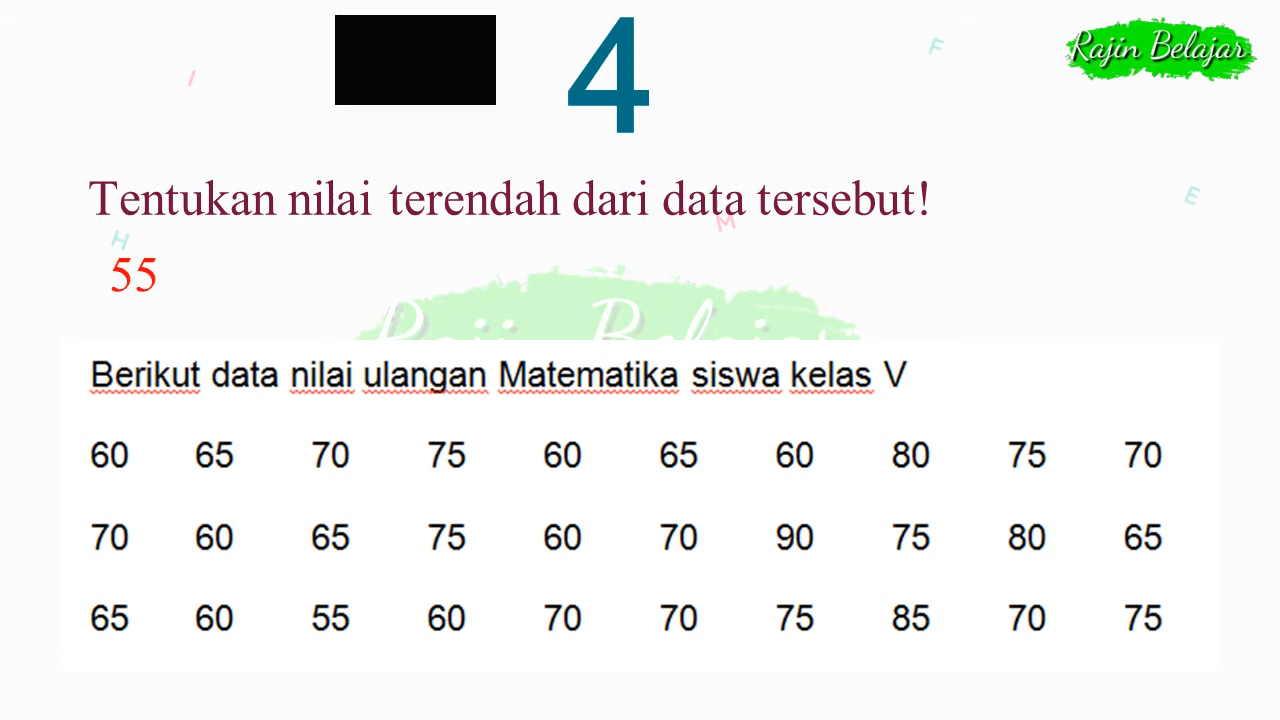 4
Rajin Belajar
I
F
Tentukan nilai terendah dari data tersebut!
E
M
H
55
Rajin Belajar
Berikut data nilai ulangan Matematika siswa kelas V
60 65 70 75 60 65 60 80 75 70
70 60 65 75 60 70 90 75 80 65
65 60 55 60 70 70 75 85 70 75